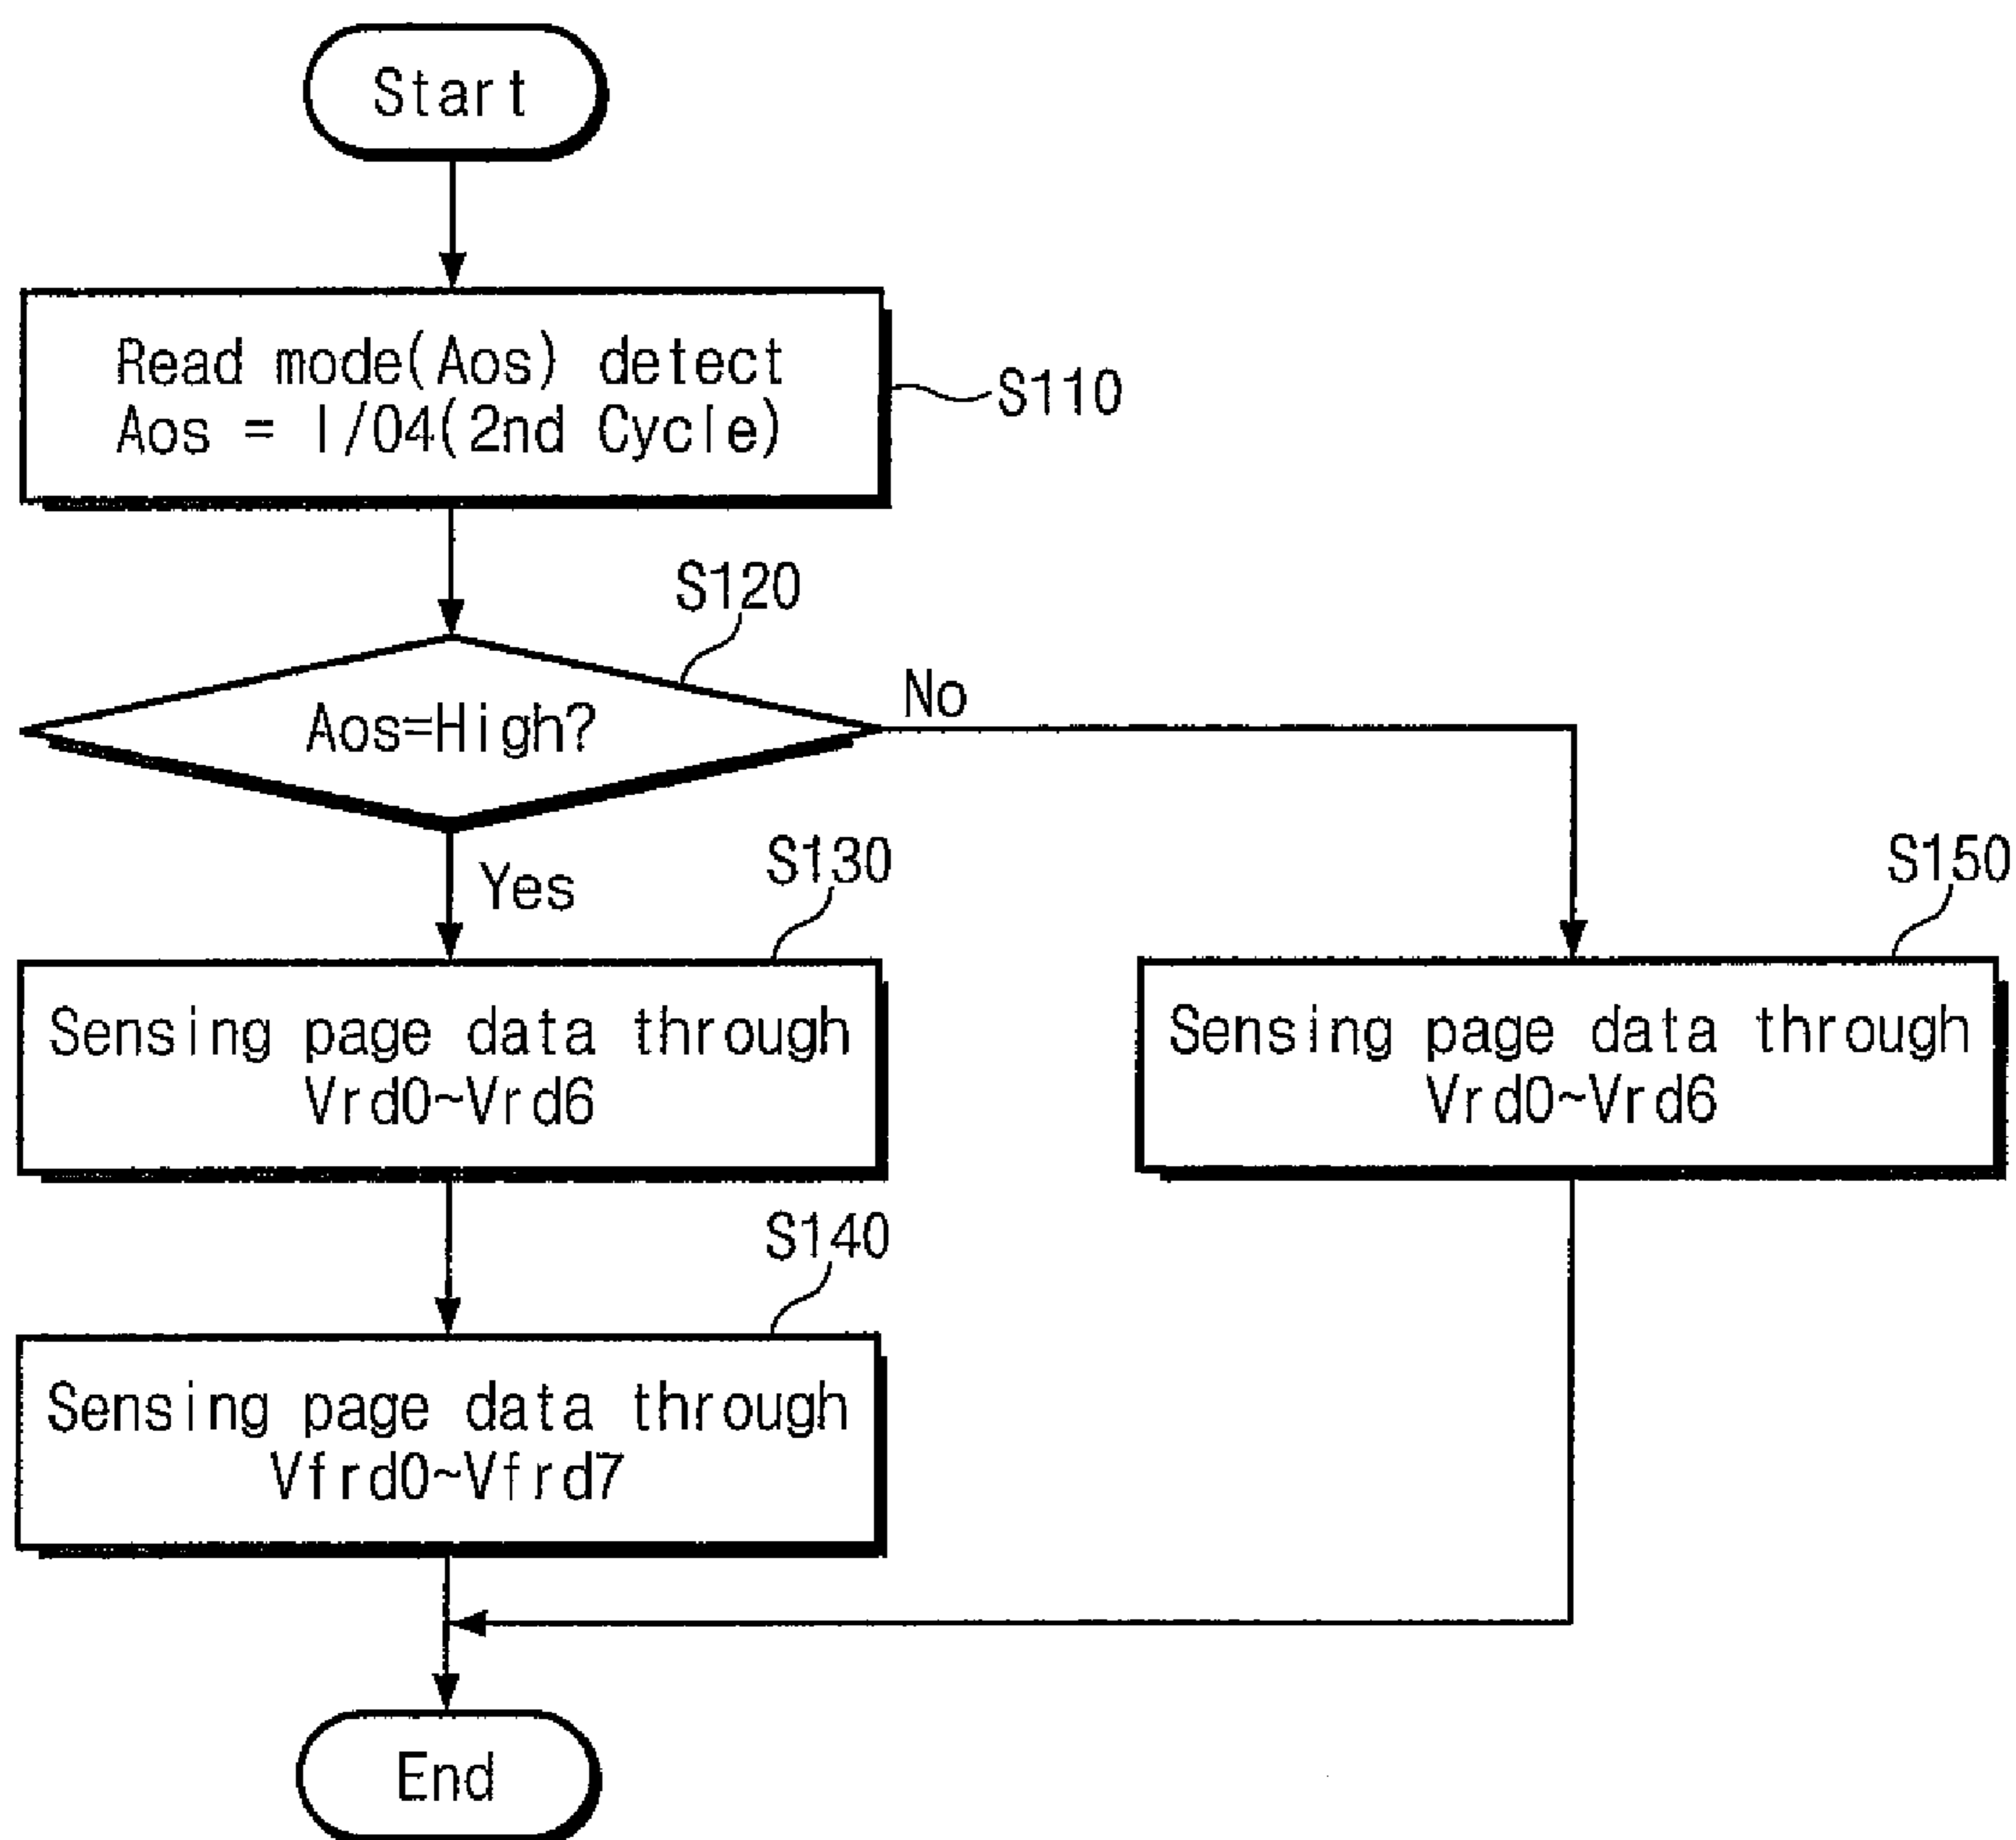 Start
Read mode(Aos) detect
Aos = I/04(2nd Cycle)
S110
S120
Aos=High?
No
Yes
S130
Sensing page data through
Vrd0~Vrd6
S150
Sensing page data through
Vrd0~Vrd6
S140
Sensing page data through
Vfrd0~Vfrd7
End